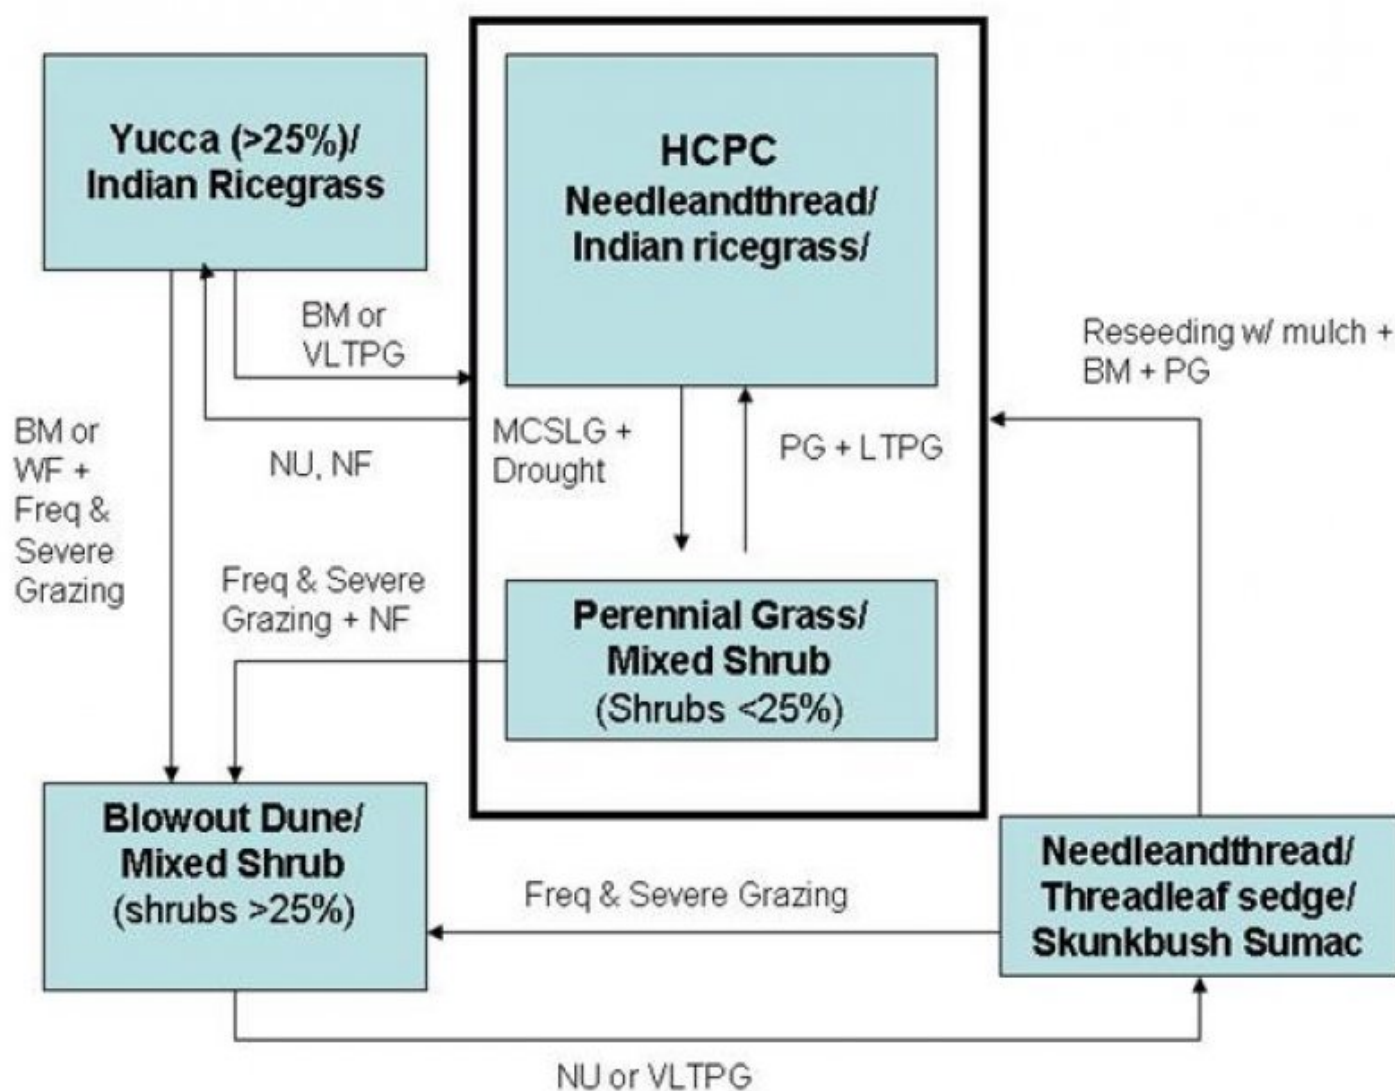 Yucca (>25%)/
Indian Ricegrass
HCPC
Needleandthread/
Indian ricegrass/
BM or
VLTPG
Reseeding w/ mulch +
BM + PG
BM or
WF +
Freq &
Severe
Grazing
NU, NF
MCSLG +
Drought
PG + LTPG
Freq & Severe
Grazing + NF
Perennial Grass/
Mixed Shrub
(Shrubs <25%)
Blowout Dune/
Mixed Shrub
(shrubs >25%)
Freq & Severe Grazing
Needleandthread/
Threadleaf sedge/
Skunkbush Sumac
NU or VLTPG